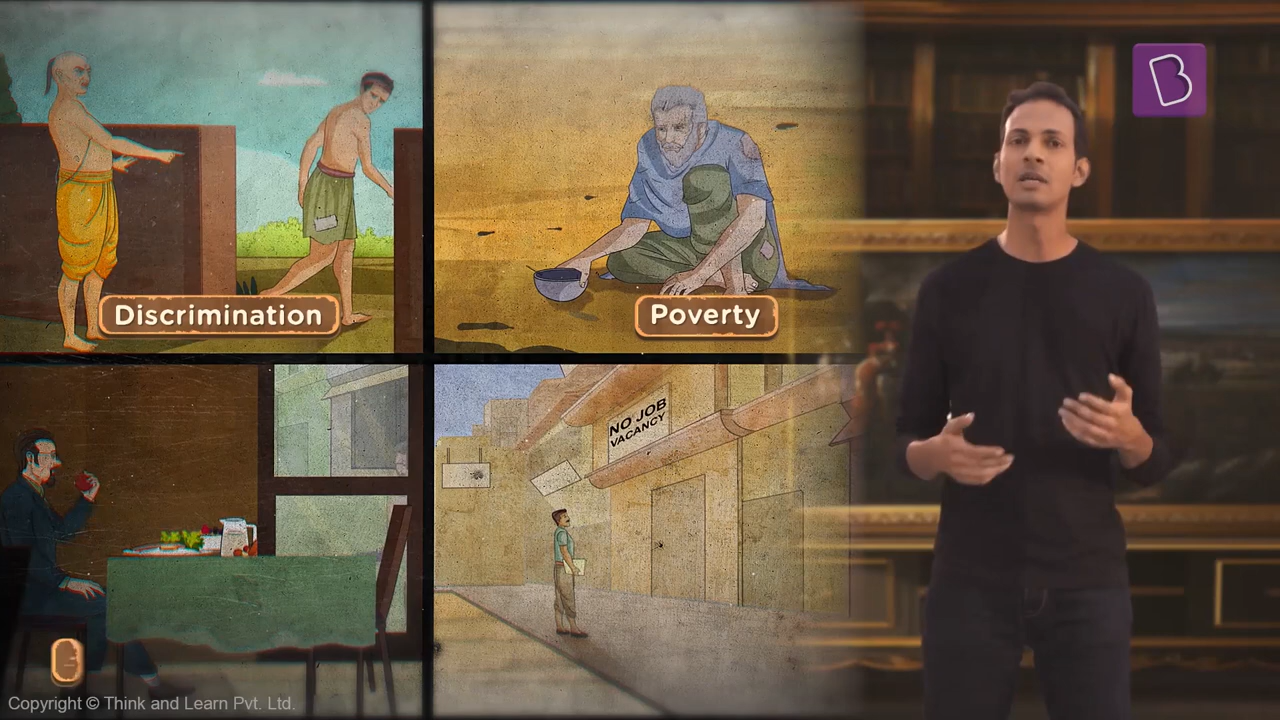 Discrimination
Poverty
NO JOB
VACANCY
Copyright © Think and Learn Pvt. Ltd.